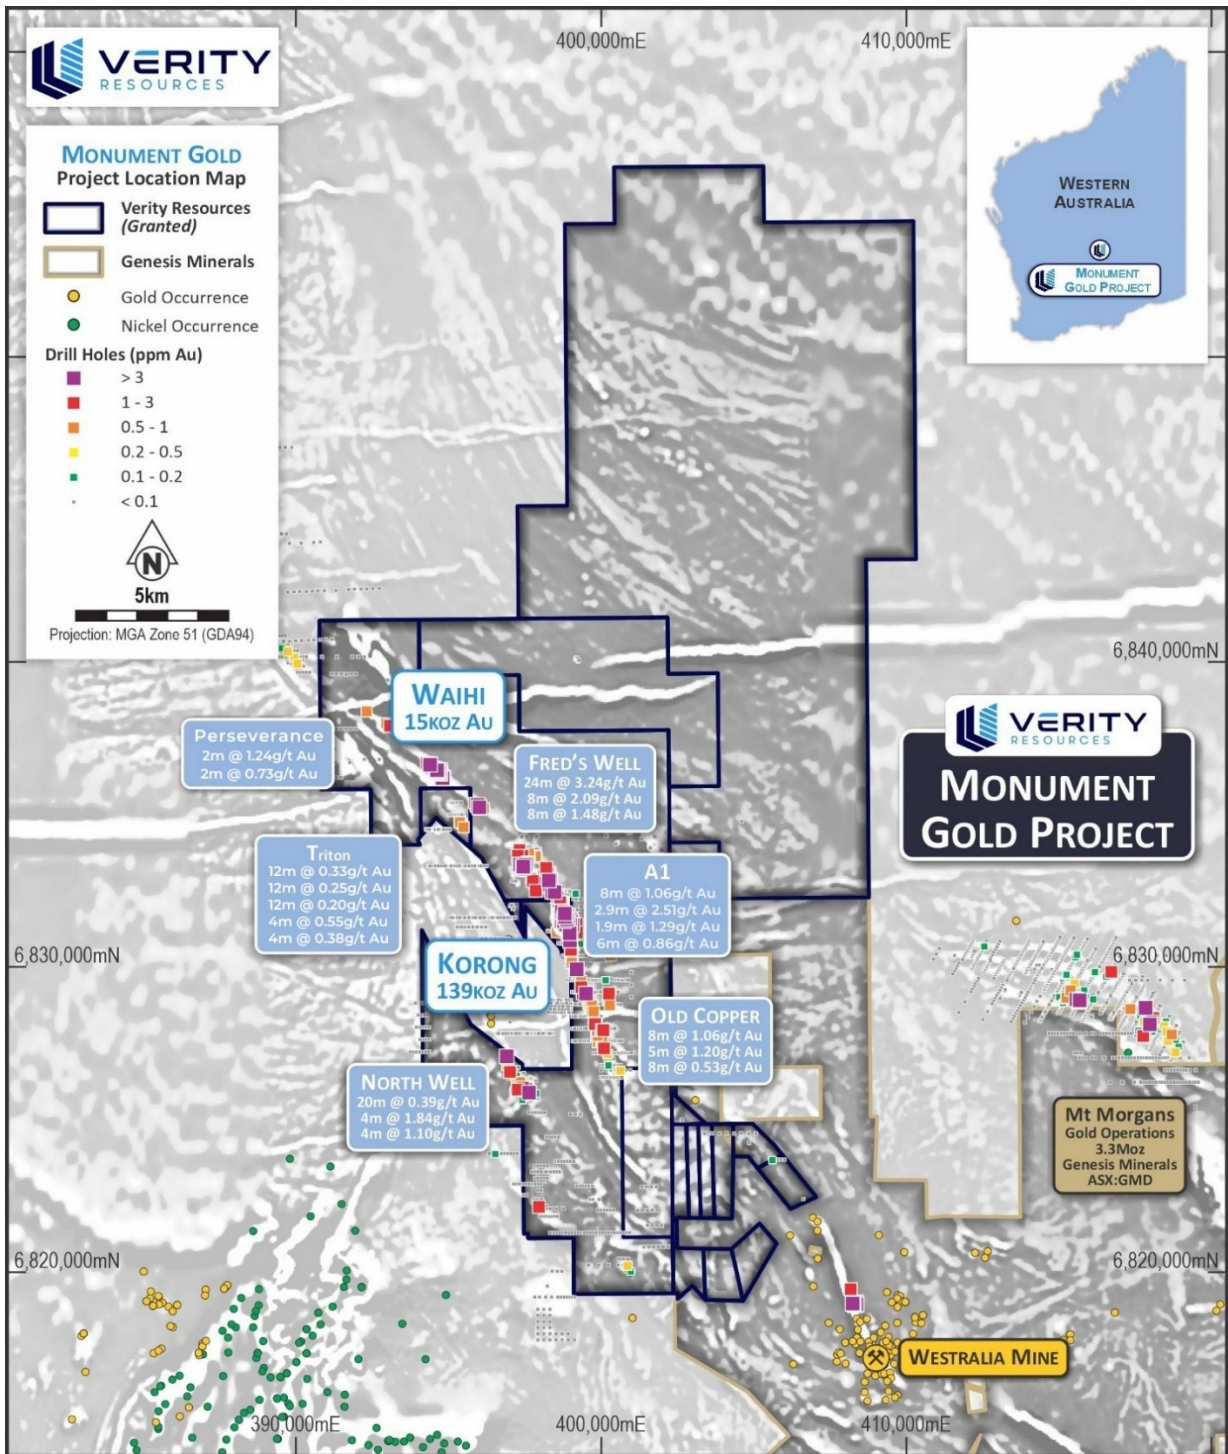 VERITY
RESOURCES
400,000mE
410,000mE
MONUMENT GOLD
Project Location Map
Verity Resources
(Granted)
Genesis Minerals
Gold Occurrence
Nickel Occurrence
Drill Holes (ppm Au)
> 3
1 - 3
0.5 - 1
0.2 - 0.5
0.1 - 0.2
< 0.1
N
5km
Projection: MGA Zone 51 (GDA94)
WESTERN
AUSTRALIA
MONUMENT
GOLD PROJECT
6,840,000mN
WAIHI
15KOZ AU
Perseverance
2m @ 1.24g/t Au
2m @ 0.73g/t Au
FRED'S WELL
24m @ 3.24g/t Au
8m @ 2.09g/t Au
8m @ 1.48g/t Au
VERITY
RESOURCES
MONUMENT
GOLD PROJECT
Triton
12m @ 0.33g/t Au
12m @ 0.25g/t Au
12m @ 0.20g/t Au
4m @ 0.55g/t Au
4m @ 0.38g/t Au
A1
8m @ 1.06g/t Au
2.9m @ 2.51g/t Au
1.9m @ 1.29g/t Au
6m @ 0.86g/t Au
6,830,000mN
6,830,000mN
KORONG
139KOZ AU
OLD COPPER
8m @ 1.06g/t Au
5m @ 1.20g/t Au
8m @ 0.53g/t Au
NORTH WELL
20m @ 0.39g/t Au
4m @ 1.84g/t Au
4m @ 1.10g/t Au
Mt Morgans
Gold Operations
3.3Moz
Genesis Minerals
ASX:GMD
6,820,000mN
6,820,000mN
WESTRALIA MINE
390,000mE
400,000mE
410,000mE